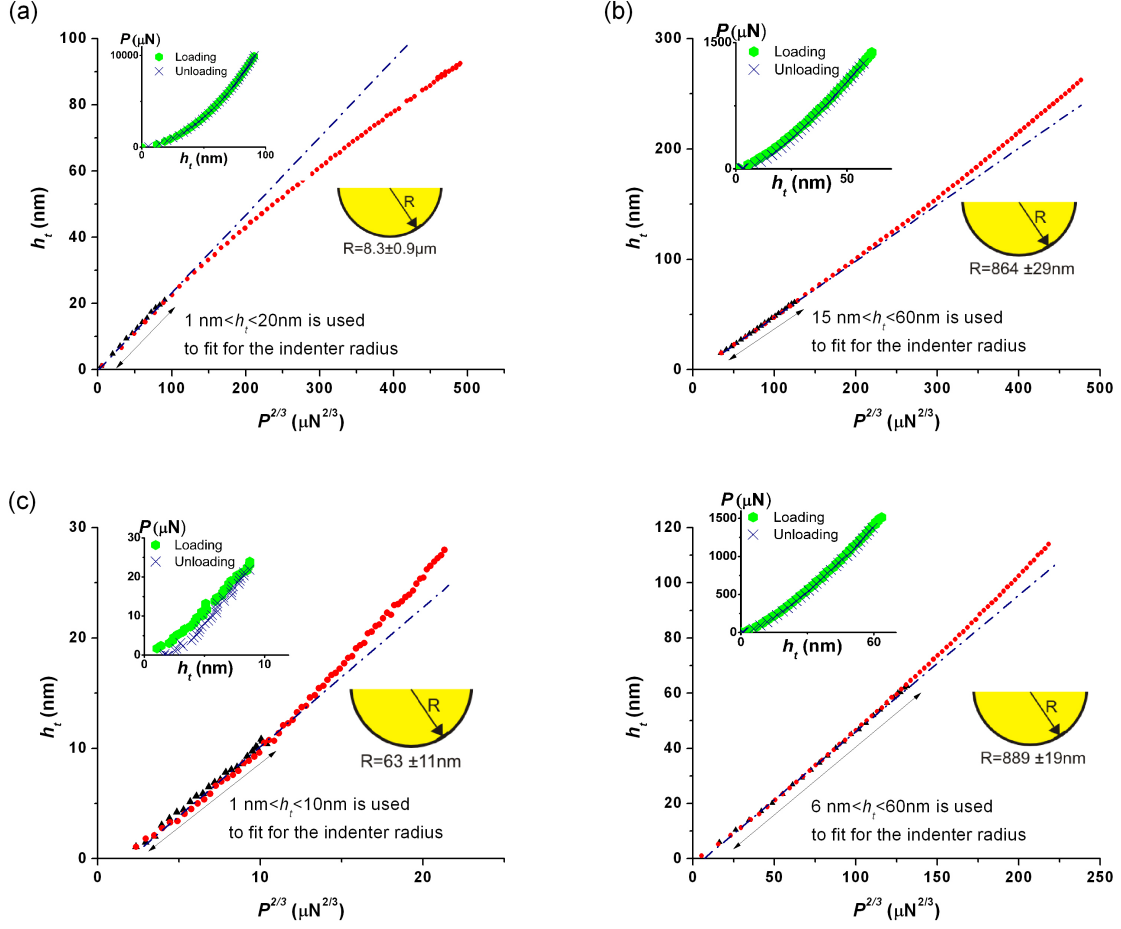 (a)
100
80
60
40
20
0
h_t (nm)
P (μN)
10000
0
Loading
Unloading
0
100
h_t (nm)
R
R=8.3±0.9μm
1 nm<h_t<20nm is used
to fit for the indenter radius
0 100 200 300 400 500
P^2/3 (μN^2/3)
(b)
300
200
100
0
h_t (nm)
P (μN)
1500
0
Loading
Unloading
0 50
h_t (nm)
R
R=864 ±29nm
15 nm<h_t<60nm is used
to fit for the indenter radius
0 100 200 300 400 500
P^2/3 (μN^2/3)
(c)
30
20
10
0
h_t (nm)
P (μN)
30
20
10
0
Loading
Unloading
0 10
h_t (nm)
R
R=63 ±11nm
1 nm<h_t<10nm is used
to fit for the indenter radius
0 10 20
P^2/3 (μN^2/3)
120
100
80
60
40
20
0
h_t (nm)
P (μN)
1500
1000
500
0
Loading
Unloading
0 60
h_t (nm)
R
R=889 ±19nm
6 nm<h_t<60nm is used
to fit for the indenter radius
0 50 100 150 200 250
P^2/3 (μN^2/3)